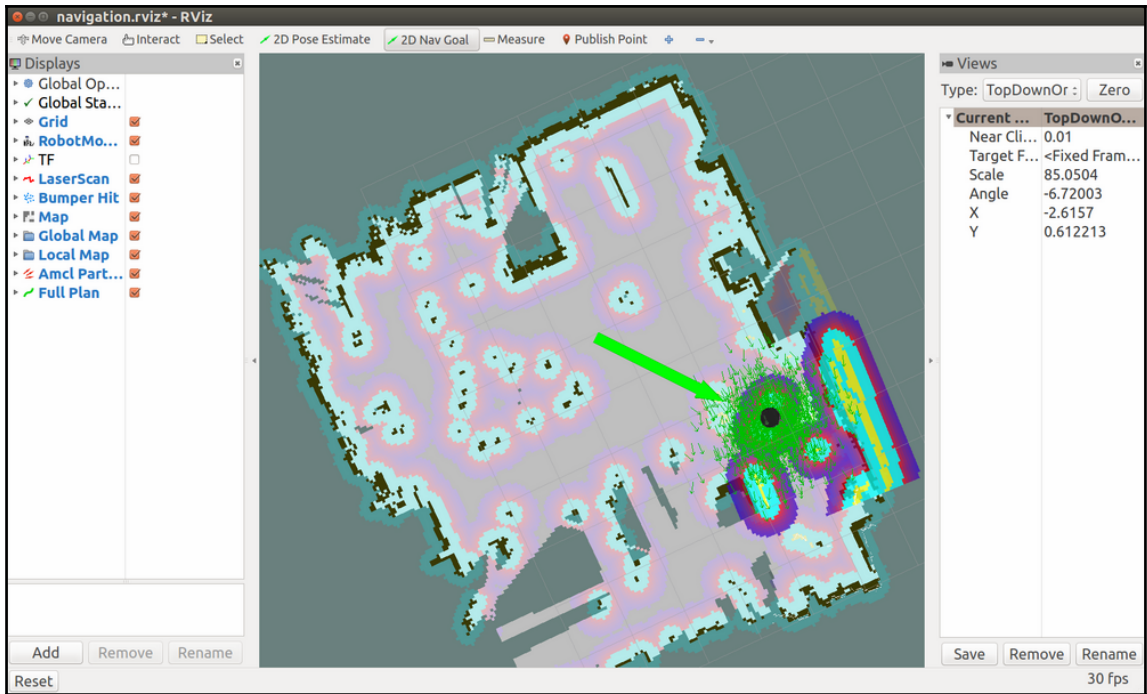 navigation.rviz* - RViz
Move Camera Interact Select 2D Pose Estimate 2D Nav Goal Measure Publish Point
Displays
Global Op...
Global Sta...
Grid
RobotMo...
TF
LaserScan
Bumper Hit
Map
Global Map
Local Map
Amcl Part...
Full Plan
Add Remove Rename
Reset
Views
Type: TopDownOr Zero
Current ... TopDownO...
Near Cli... 0.01
Target F... <Fixed Fram...
Scale 85.0504
Angle -6.72003
X -2.6157
Y 0.612213
Save Remove Rename
30 fps